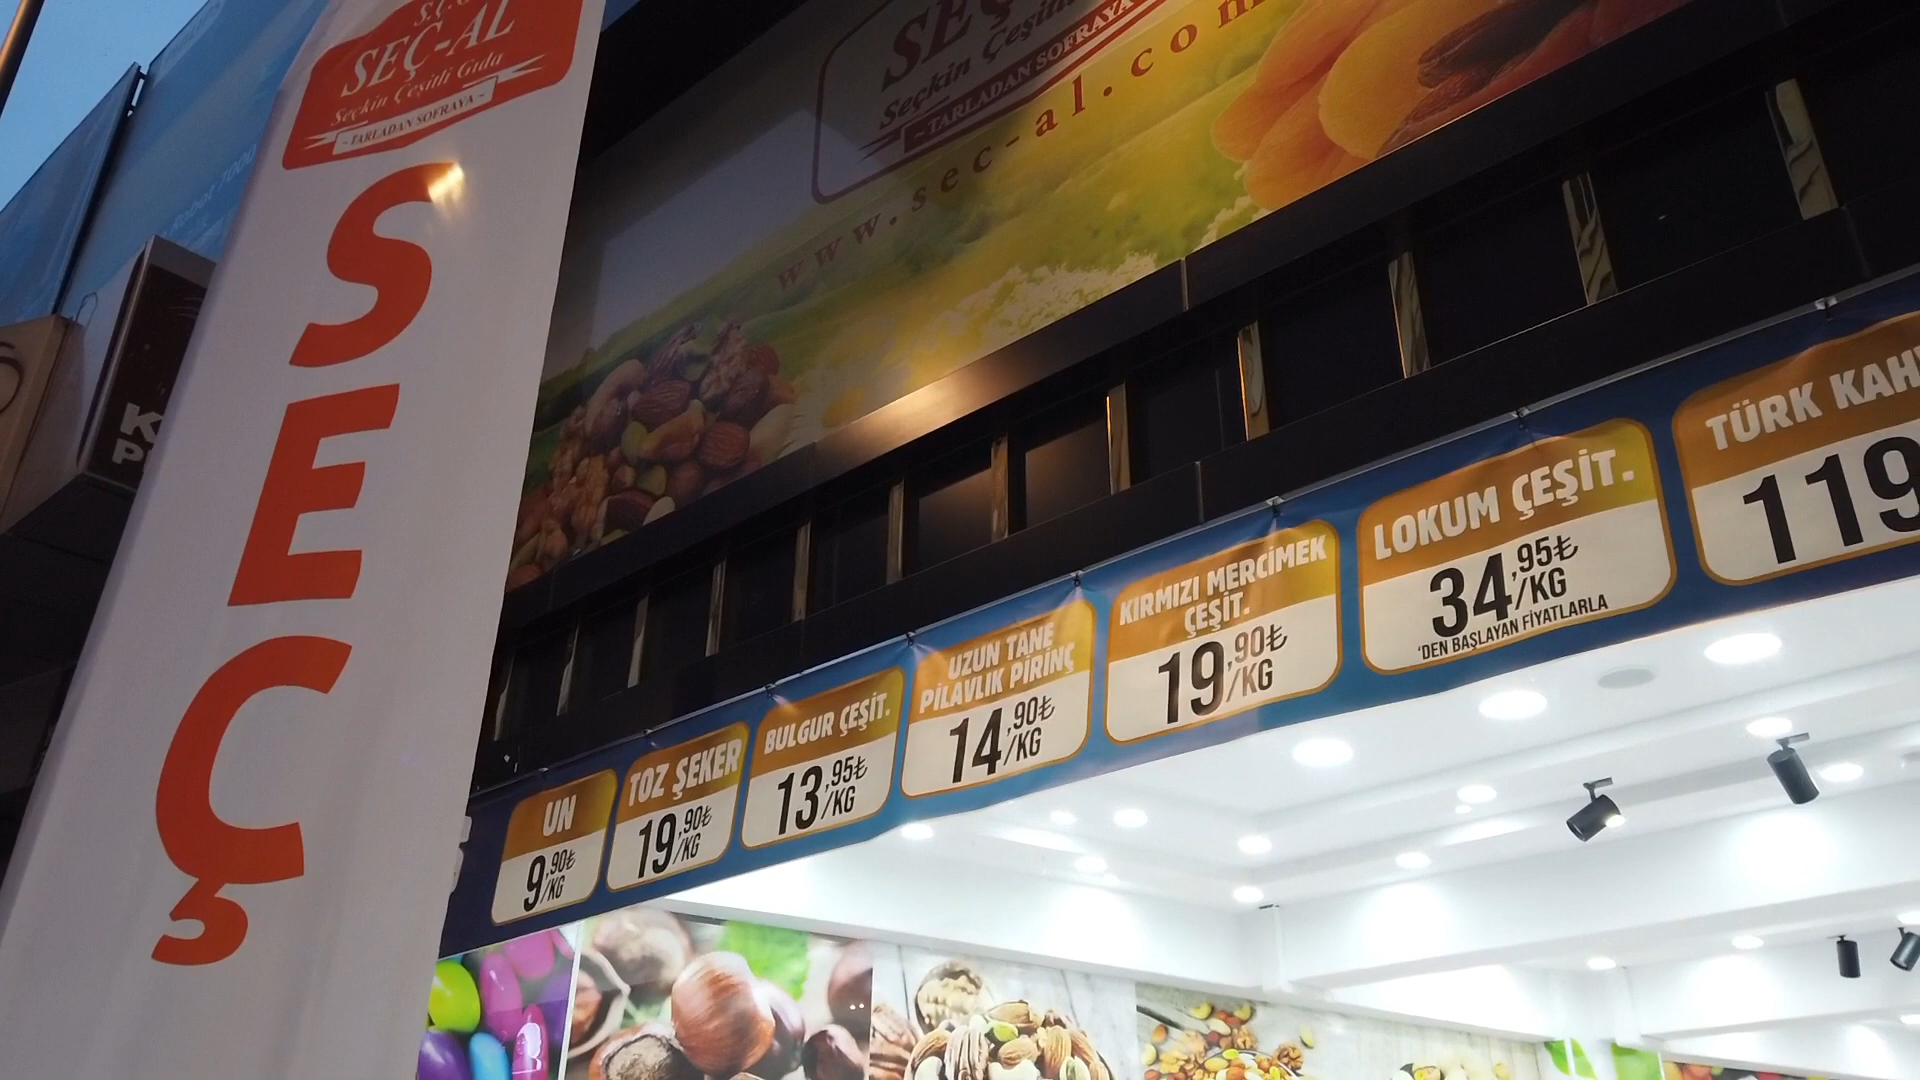 SEÇ-AL
Seçkin Çeşitli Gıda
~TARLADAN SOFRAYA~
SEÇ
Seçkin Çeşitli
~TARLADAN SOFRAYA
www.sec-al.com
UN
9,90₺
/KG
TOZ ŞEKER
19,90₺
/KG
BULGUR ÇEŞİT.
13,95₺
/KG
UZUN TANE
PİLAVLIK PİRİNÇ
14,90₺
/KG
KIRMIZI MERCİMEK
ÇEŞİT.
19,90₺
/KG
LOKUM ÇEŞİT.
34,95₺
/KG
'DEN BAŞLAYAN FİYATLARLA
TÜRK KAH
119